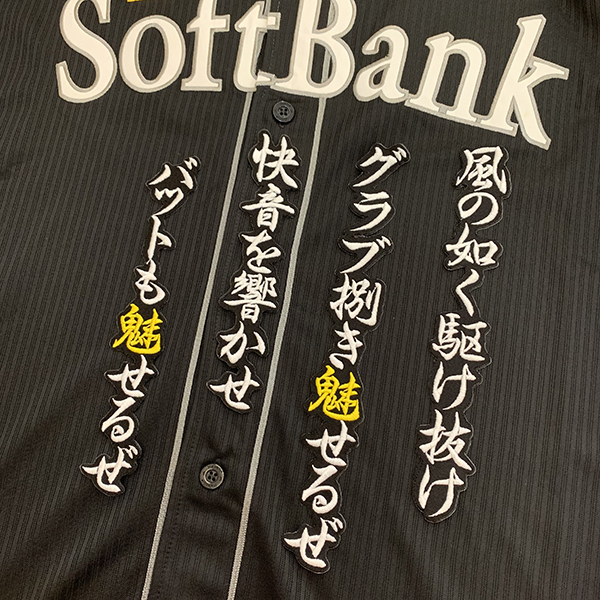 SoftBank
風の如く駆け抜け
グラブ捌き魅せるぜ
快音を響かせ
バットも魅せるぜ